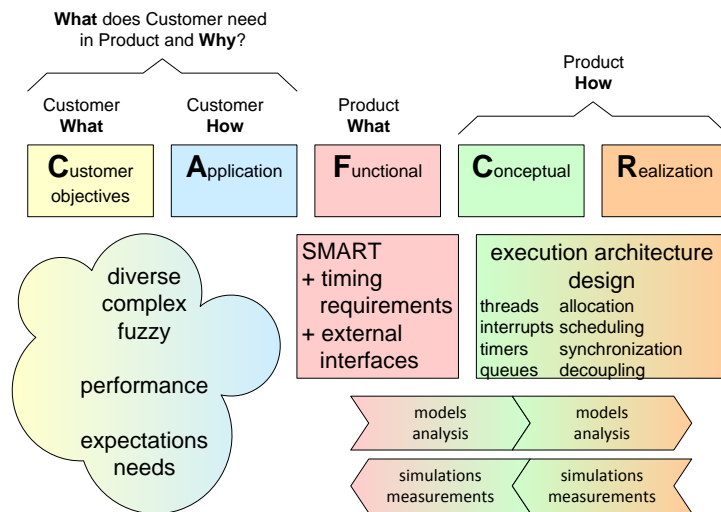 What does Customer need
in Product and Why?
Product
How
Customer
What
Customer
How
Product
What
Customer
objectives
Application
Functional
Conceptual
Realization
diverse
complex
fuzzy
performance
expectations
needs
SMART
+ timing
requirements
+ external
interfaces
execution architecture
design
threads allocation
interrupts scheduling
timers synchronization
queues decoupling
models
analysis
models
analysis
simulations
measurements
simulations
measurements